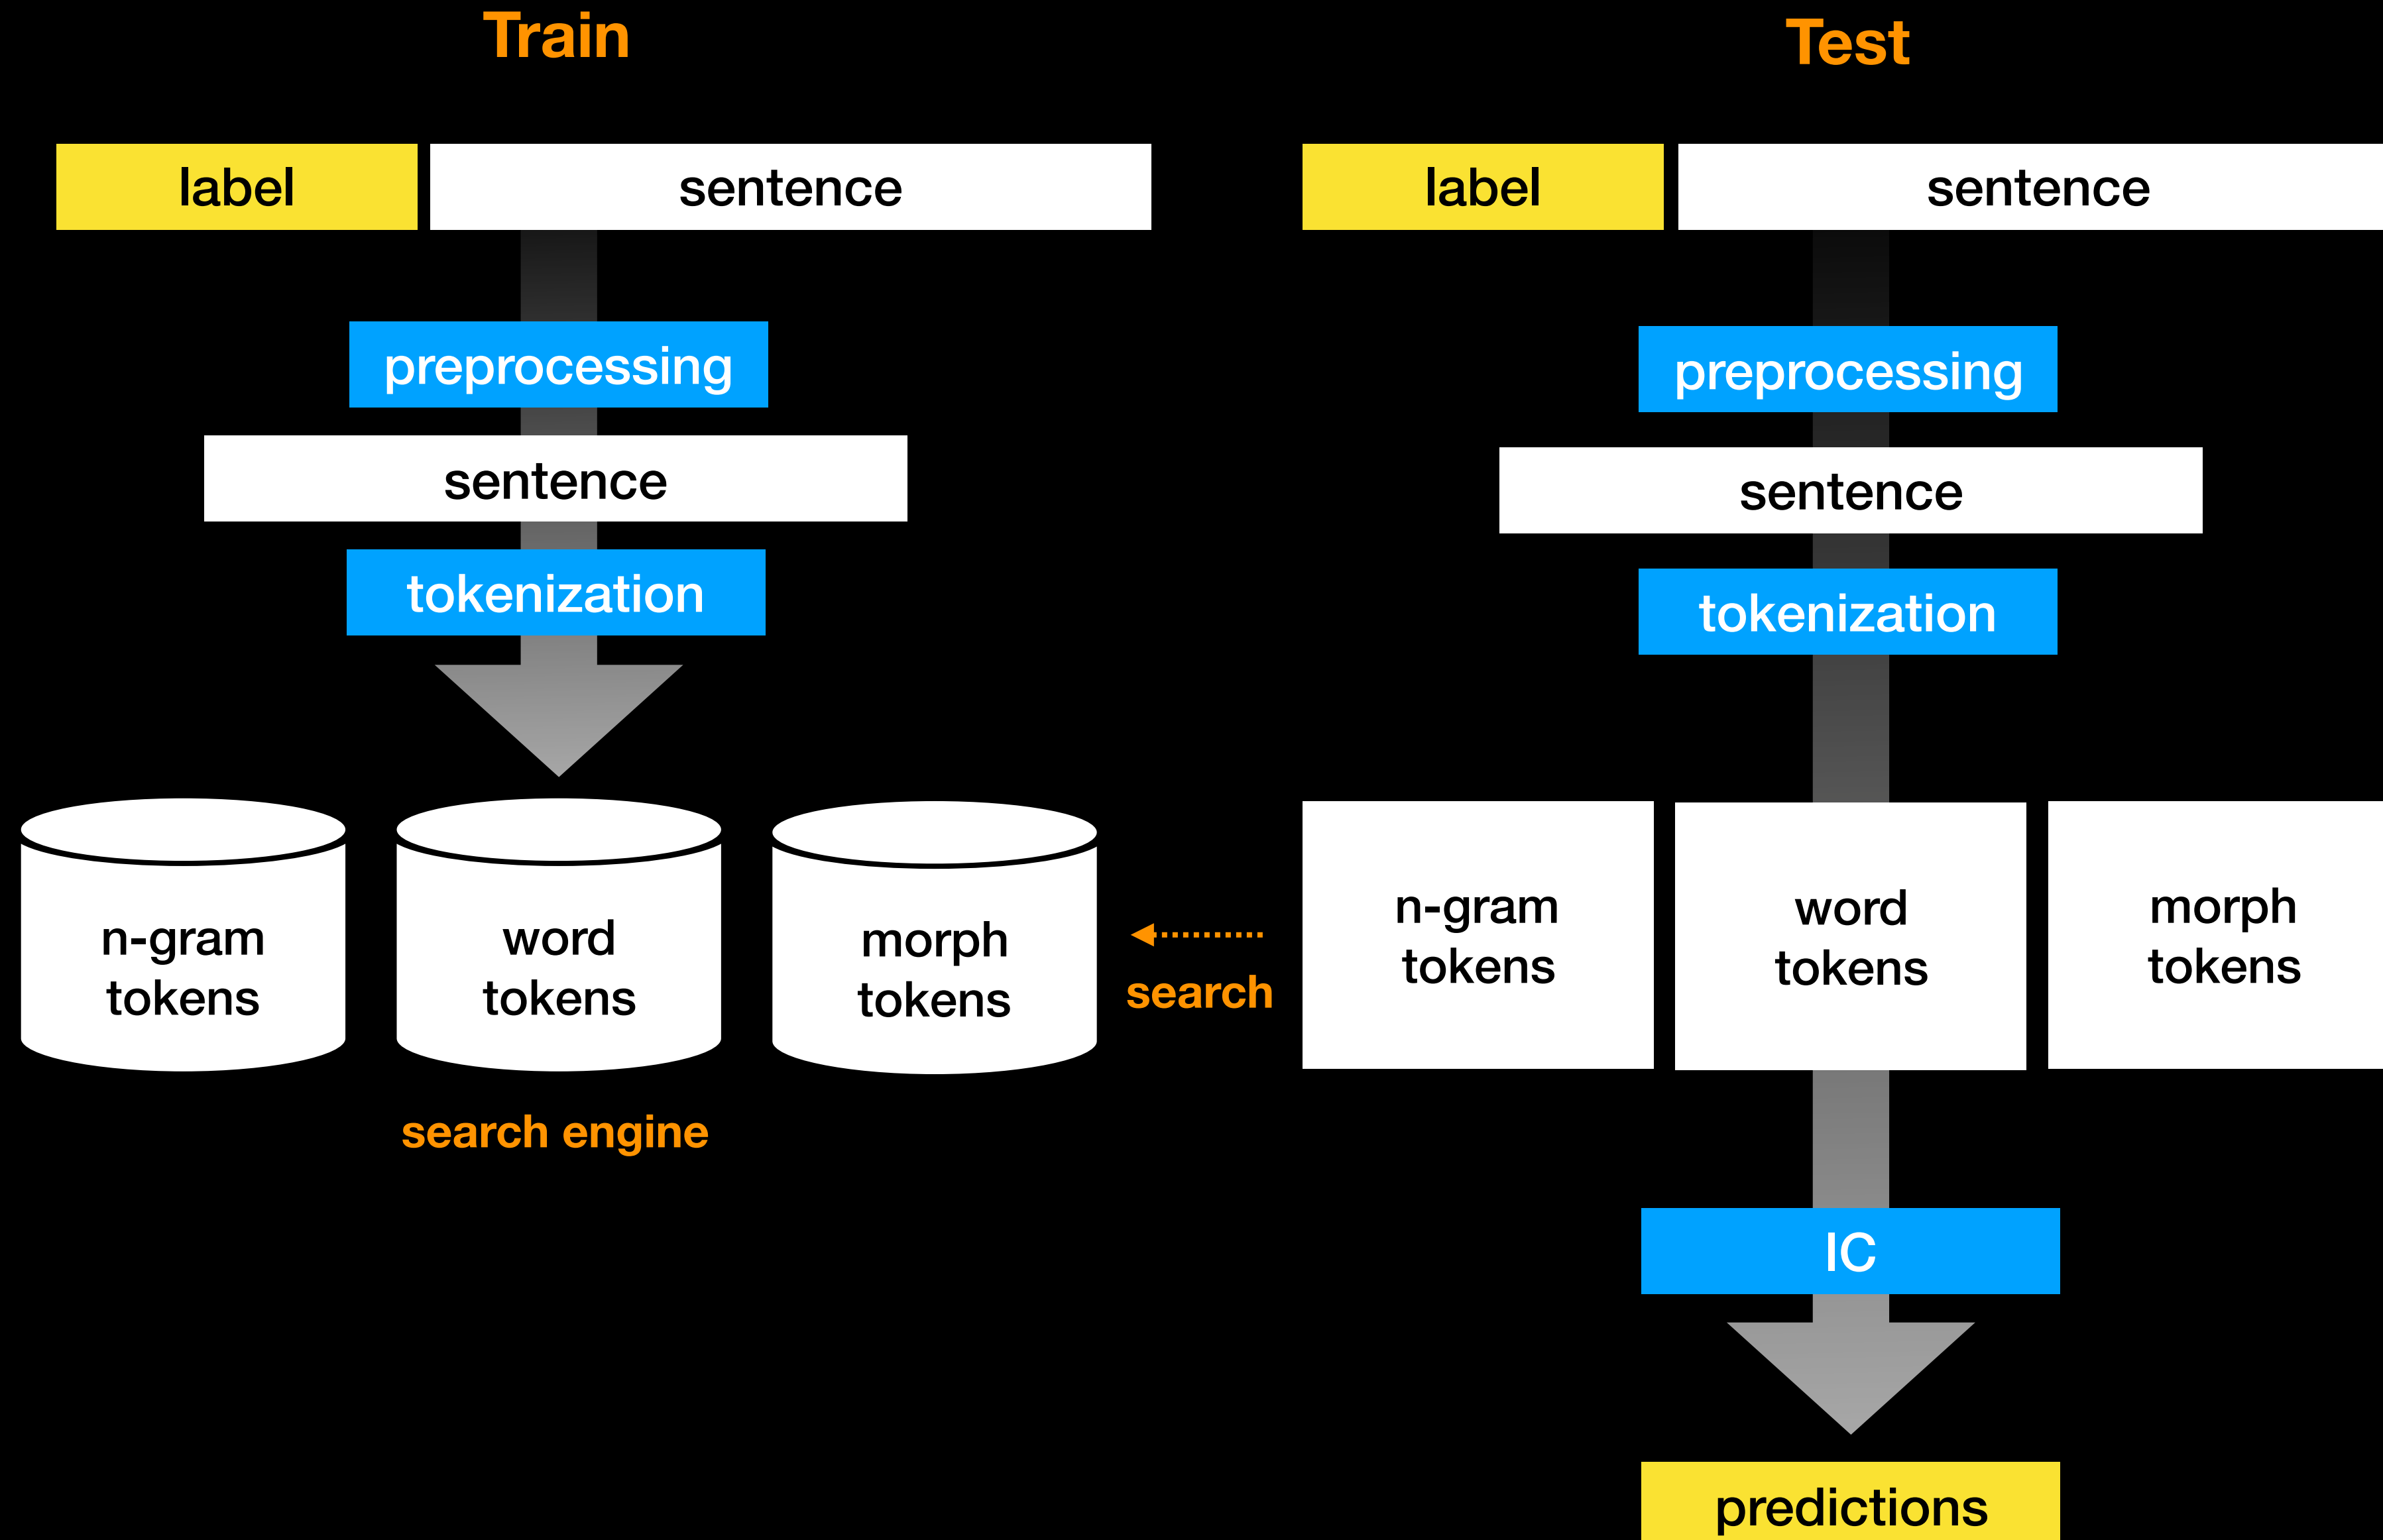 Train
label
sentence
preprocessing
sentence
tokenization
n-gram
tokens
word
tokens
morph
tokens
search engine
search
Test
label
sentence
preprocessing
sentence
tokenization
n-gram
tokens
word
tokens
morph
tokens
IC
predictions